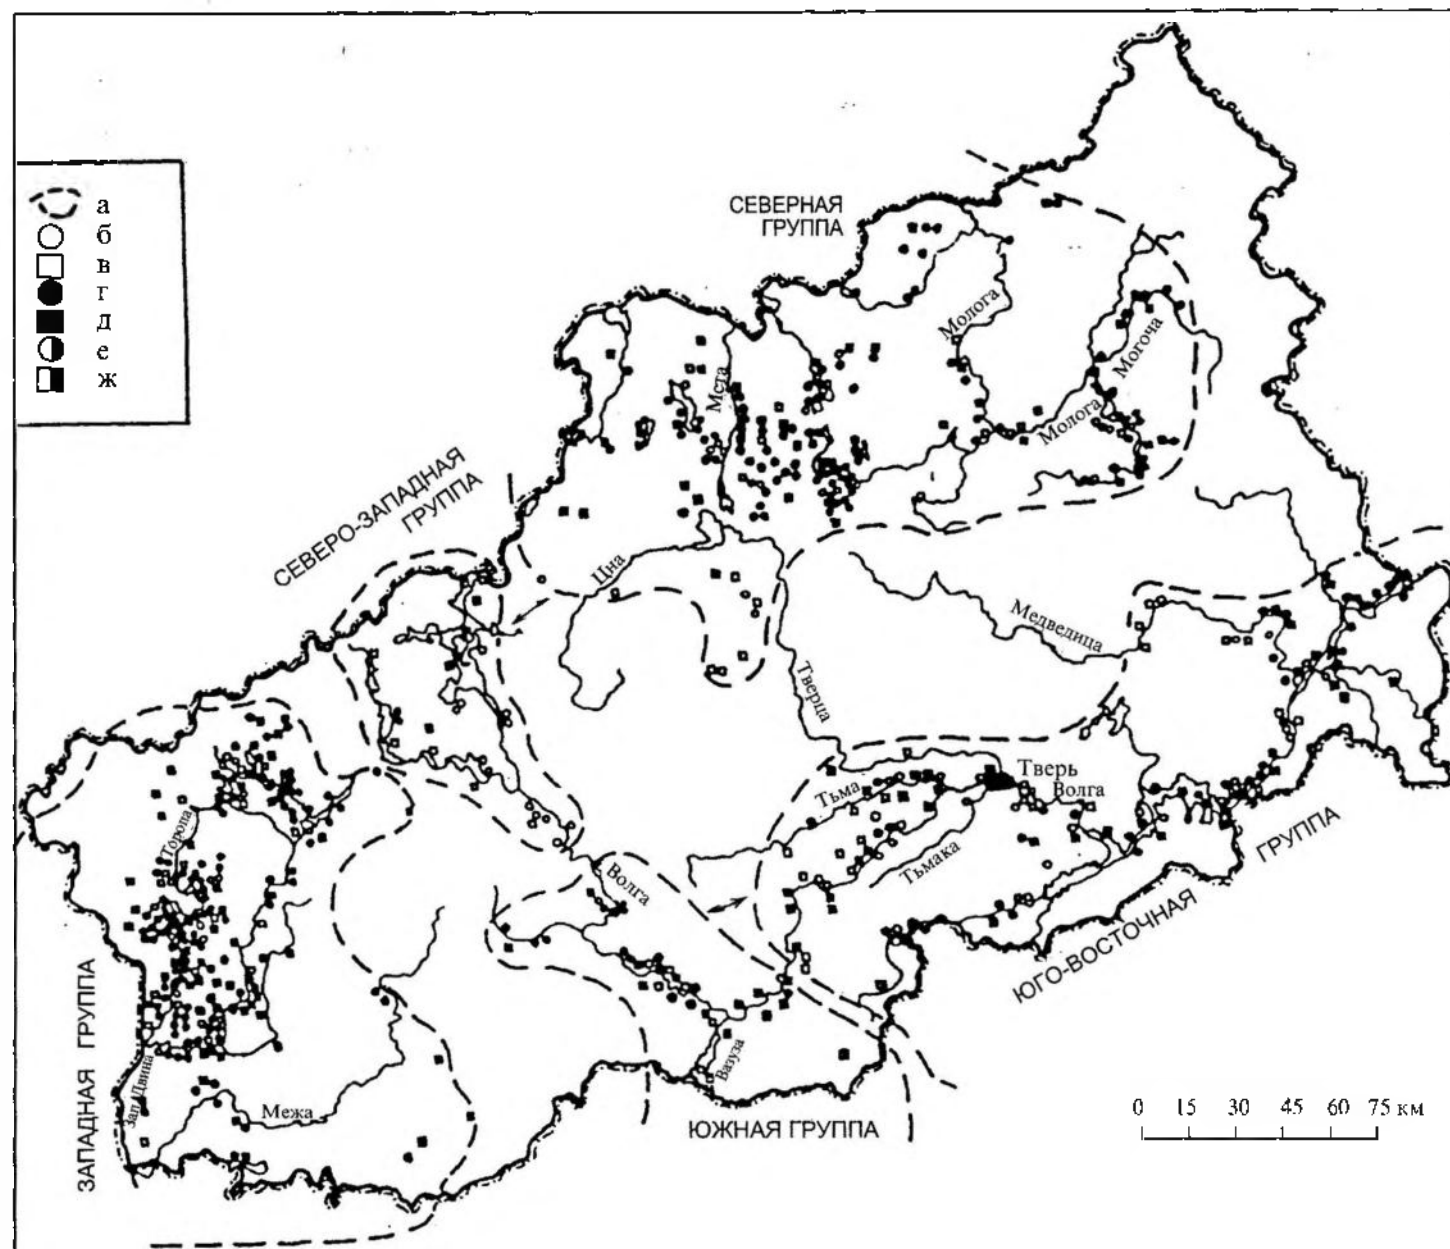 а
б
в
г
д
е
ж
СЕВЕРНАЯ
ГРУППА
Молога
Могоча
Молога
Мста
СЕВЕРО-ЗАПАДНАЯ
ГРУППА
Цна
Медведица
Тверца
Тверь
Волга
Тьма
Тьмака
Торопа
Волга
ЮГО-ВОСТОЧНАЯ ГРУППА
ЗАПАДНАЯ ГРУППА
Зап. Двина
Межа
Вазуза
ЮЖНАЯ ГРУППА
0 15 30 45 60 75 км